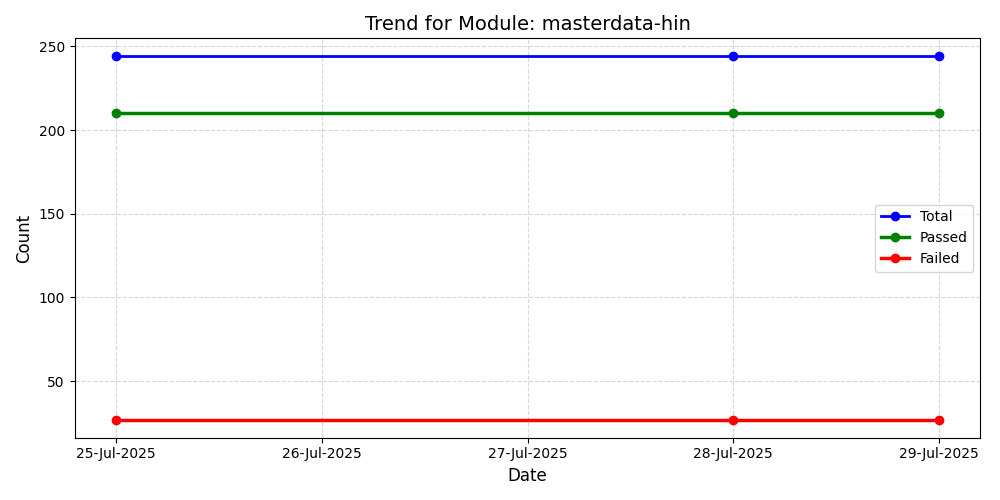 Trend for Module: masterdata-hin
250
200
150
100
50
Count
Total
Passed
Failed
25-Jul-2025 26-Jul-2025 27-Jul-2025 28-Jul-2025 29-Jul-2025
Date